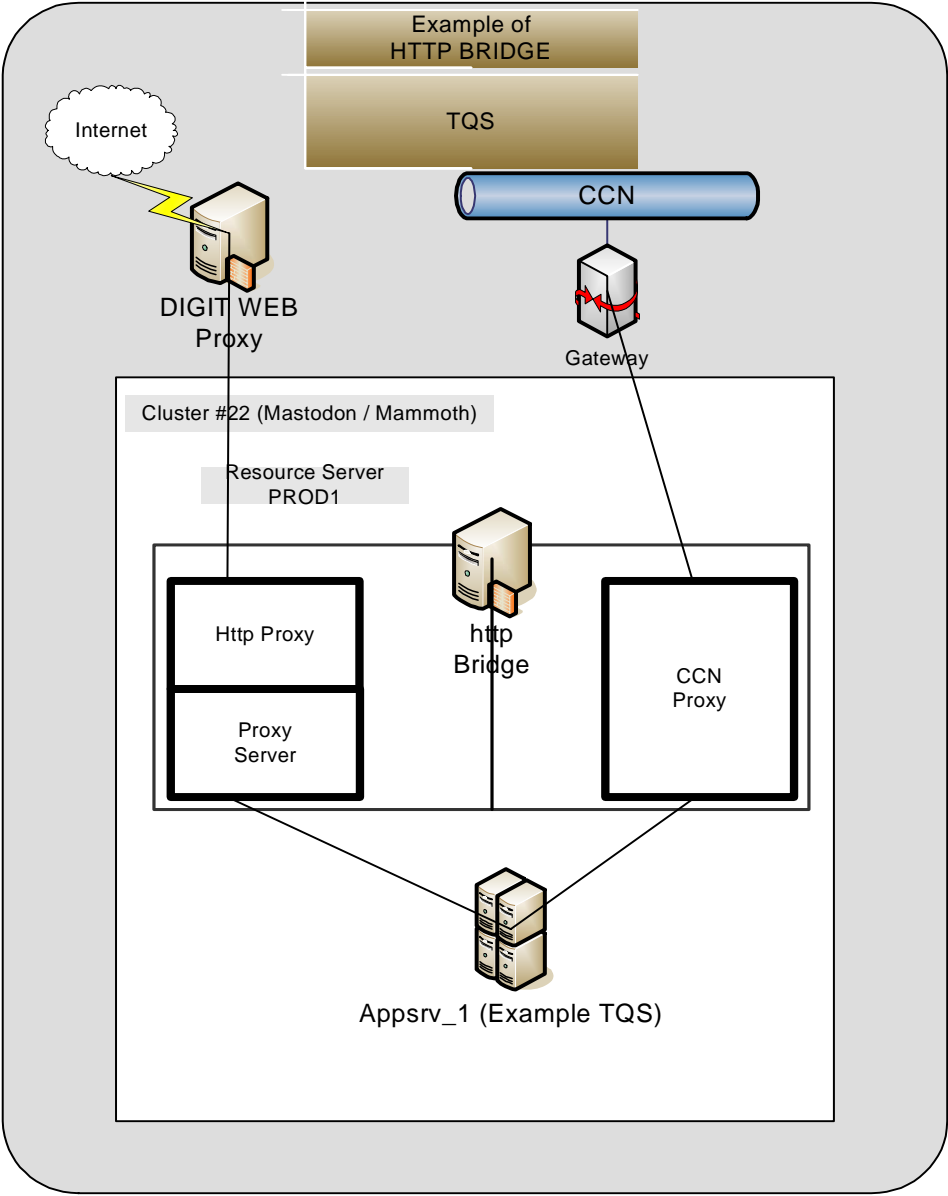 Example of
HTTP BRIDGE
TQS
Internet
CCN
DIGIT WEB
Proxy
Gateway
Cluster #22 (Mastodon / Mammoth)
Resource Server
PROD1
http
Bridge
Http Proxy
Proxy
Server
CCN
Proxy
Appsrv_1 (Example TQS)